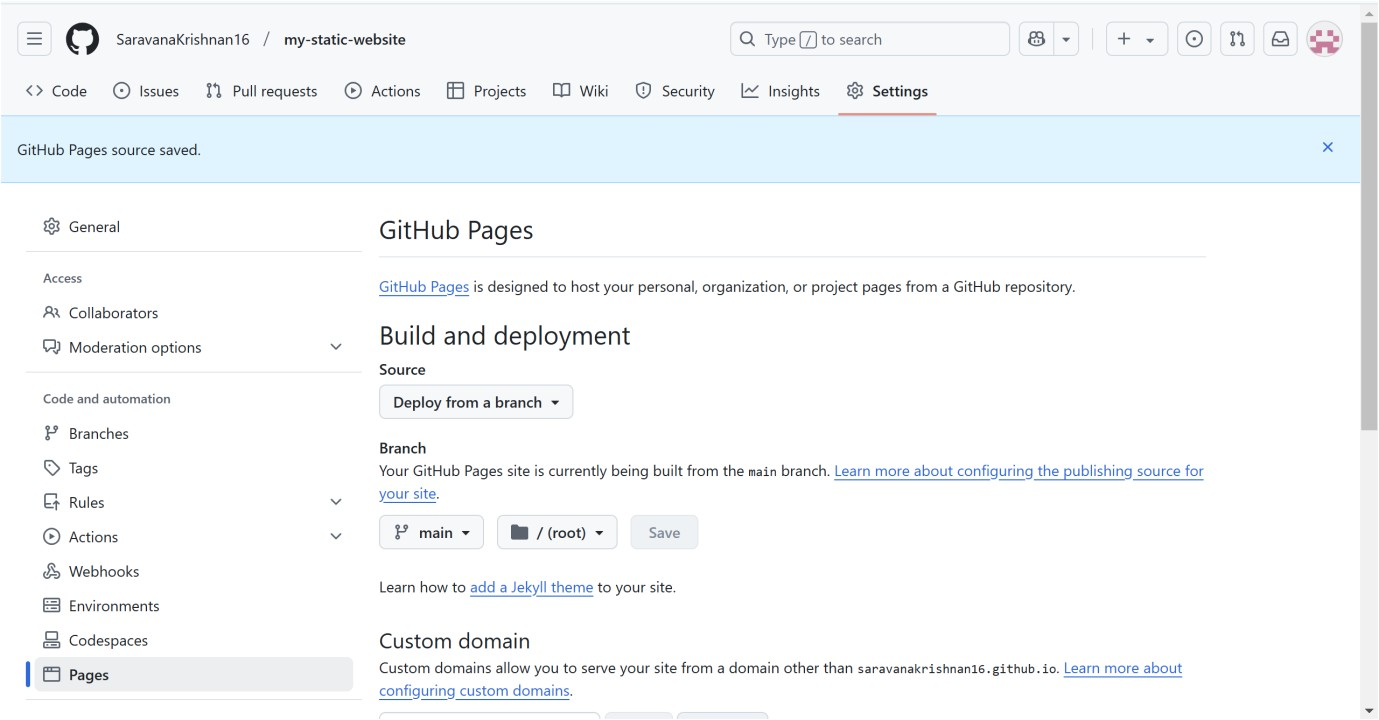 SaravanaKrishnan16 / my-static-website
Type / to search
Code Issues Pull requests Actions Projects Wiki Security Insights Settings
GitHub Pages source saved.
General
Access
Collaborators
Moderation options
Code and automation
Branches
Tags
Rules
Actions
Webhooks
Environments
Codespaces
Pages
GitHub Pages
GitHub Pages is designed to host your personal, organization, or project pages from a GitHub repository.
Build and deployment
Source
Deploy from a branch
Branch
Your GitHub Pages site is currently being built from the main branch. Learn more about configuring the publishing source for
your site.
main / (root) Save
Learn how to add a Jekyll theme to your site.
Custom domain
Custom domains allow you to serve your site from a domain other than saravanakrishnan16.github.io. Learn more about
configuring custom domains.